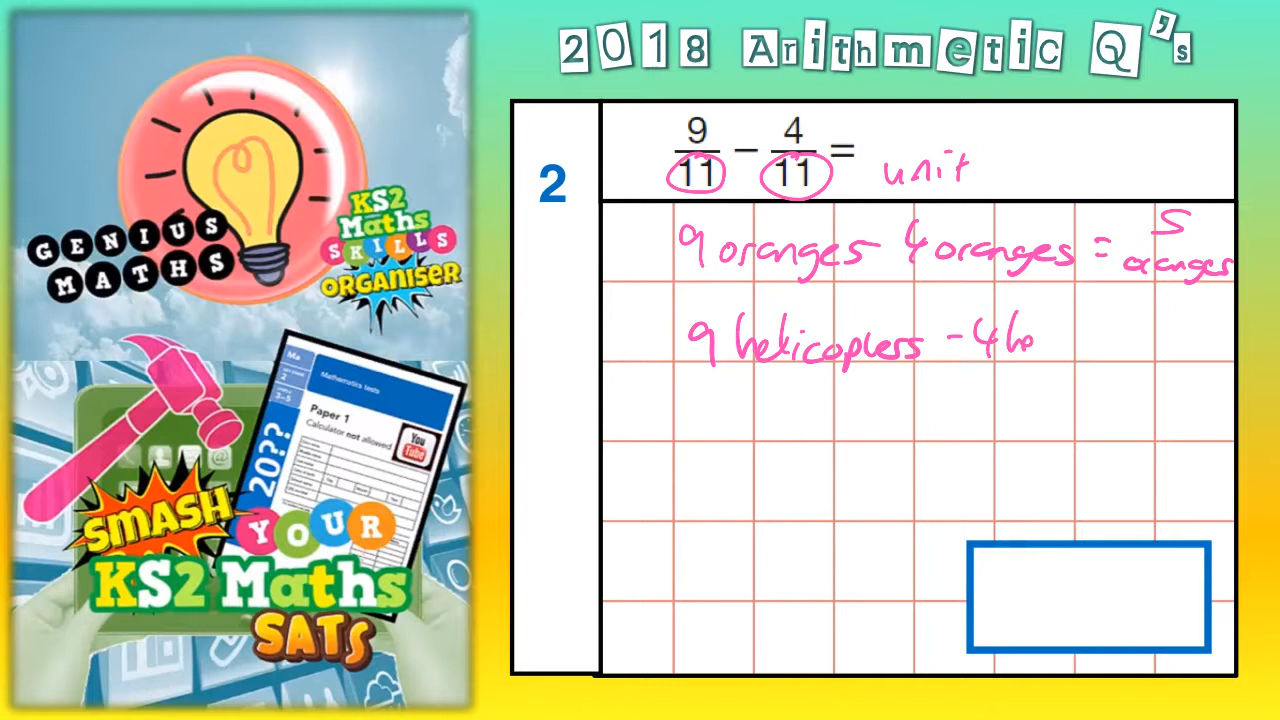 2018 Arithmetic Q's
GENIUS
MATHS
KS2
Maths
SKILLS
ORGANISER
Ma
2
3-5
Mathematics tests
Paper 1
Calculator not allowed
You
Tube
20??
SMASH
YOUR
KS2 Maths
SATS
2
9/11 − 4/11 =
unit
9 oranges - 4 oranges = 5 oranges
9 helicopters - 4 he